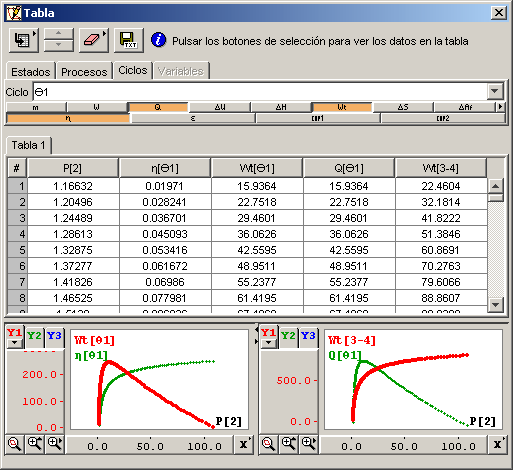 Tabla
TXT
Pulsar los botones de selección para ver los datos en la tabla
Estados Procesos Ciclos Variables
Ciclo Θ1
m W Q ΔU ΔH Wt ΔS ΔAf
η ε COP1 COP2
Tabla 1
# P[2] η[Θ1] Wt[Θ1] Q[Θ1] Wt[3-4]
1 1.16632 0.01971 15.9364 15.9364 22.4604
2 1.20496 0.028241 22.7518 22.7518 32.1814
3 1.24489 0.036701 29.4601 29.4601 41.8222
4 1.28613 0.045093 36.0626 36.0626 51.3846
5 1.32875 0.053416 42.5595 42.5595 60.8691
6 1.37277 0.061672 48.9511 48.9511 70.2763
7 1.41826 0.06986 55.2377 55.2377 79.6066
8 1.46525 0.077981 61.4195 61.4195 88.8607
Y1 Y2 Y3
Wt[Θ1]
η[Θ1]
200.0
100.0
0.0
P[2]
0.0 50.0 100.0 X
Y1 Y2 Y3
Wt[3-4]
Q[Θ1]
500.0
0.0
P[2]
0.0 50.0 100.0 X